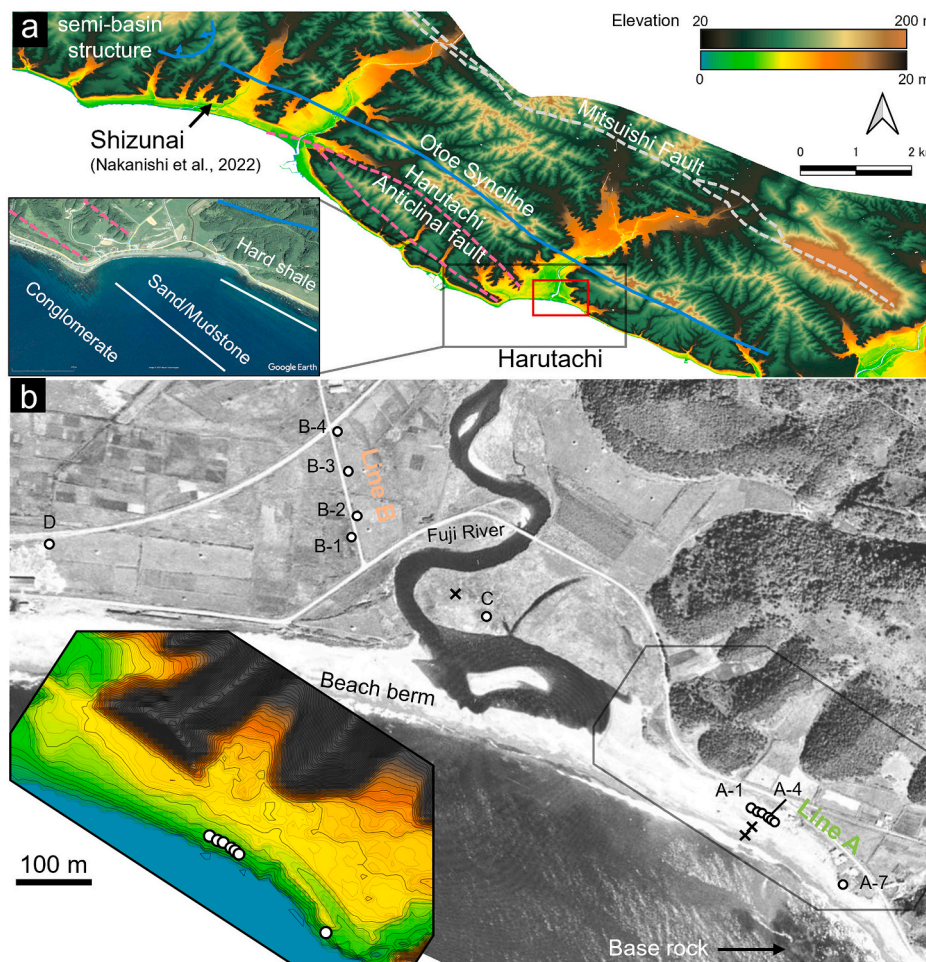 a
semi-basin
structure
Elevation
20
200 m
0
20 m
0
1
2 km
Shizunai
(Nakanishi et al., 2022)
Mitsuishi Fault
Otoe Syncline
Harutachi
Anticlinal fault
Hard shale
Sand/Mudstone
Conglomerate
Google Earth
Harutachi
b
B-4
B-3
Line B
B-2
B-1
D
Fuji River
C
Beach berm
A-1
A-4
Line A
A-7
100 m
Base rock